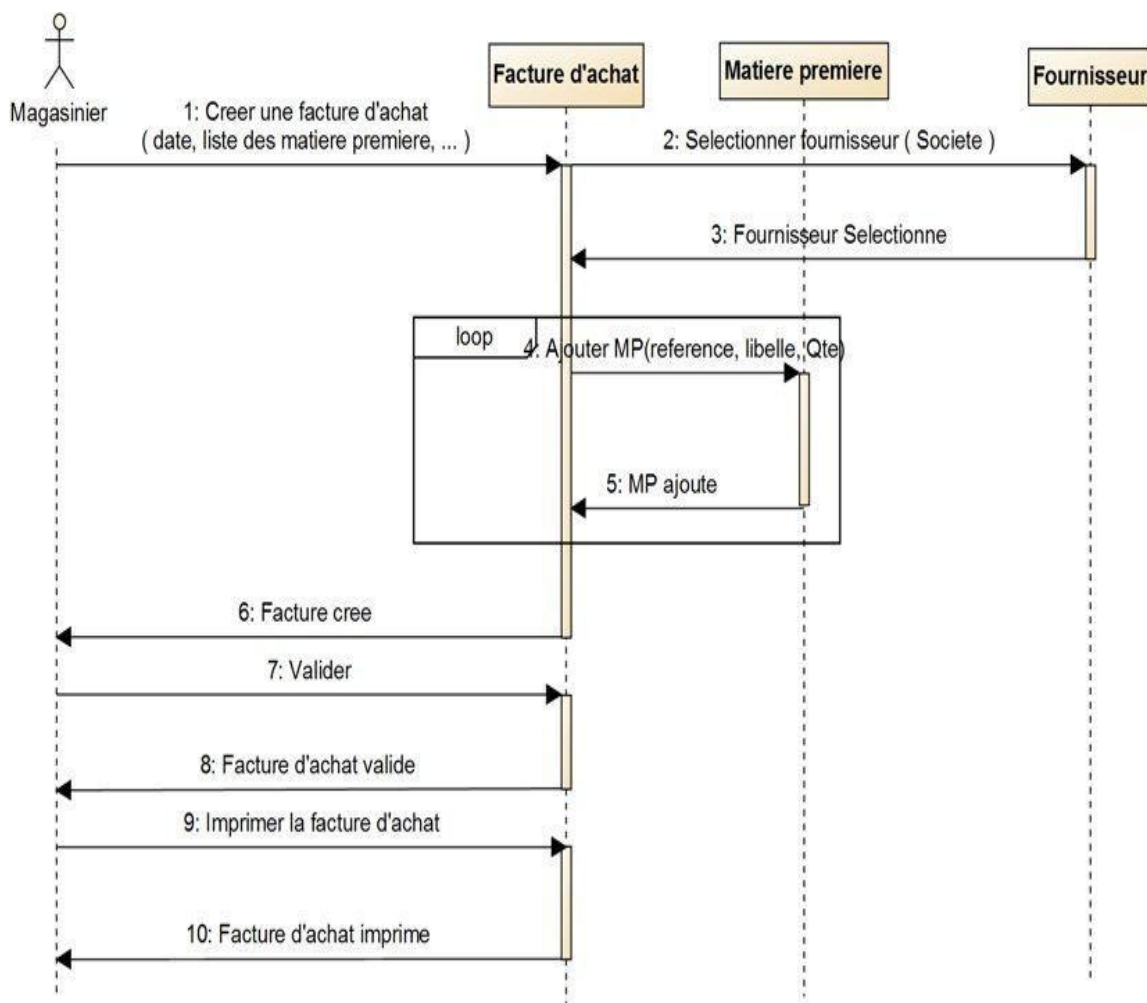 Facture d'achat
Matiere premiere
Fournisseur
Magasinier
1: Creer une facture d'achat
( date, liste des matiere premiere, ... )
2: Selectionner fournisseur ( Societe )
3: Fournisseur Selectionne
loop
4: Ajouter MP(reference, libelle, Qte)
5: MP ajoute
6: Facture cree
7: Valider
8: Facture d'achat valide
9: Imprimer la facture d'achat
10: Facture d'achat imprime